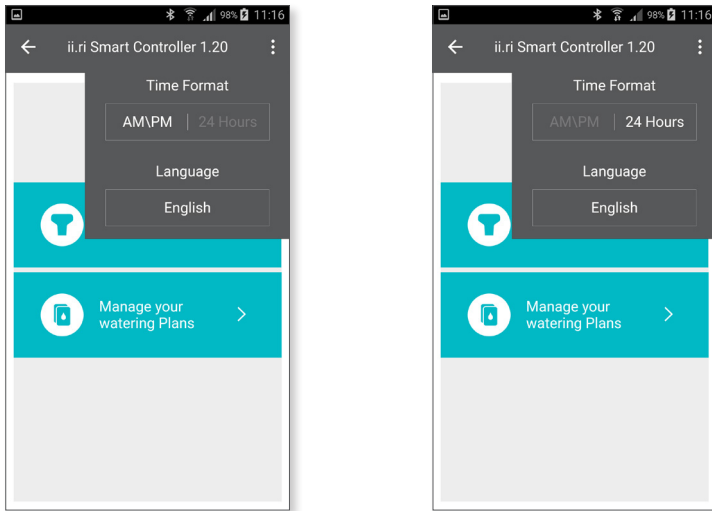 98% 11:16
ii.ri Smart Controller 1.20
Time Format
AM\PM | 24 Hours
Language
English
Manage your
watering Plans
98% 11:16
ii.ri Smart Controller 1.20
Time Format
AM\PM | 24 Hours
Language
English
Manage your
watering Plans